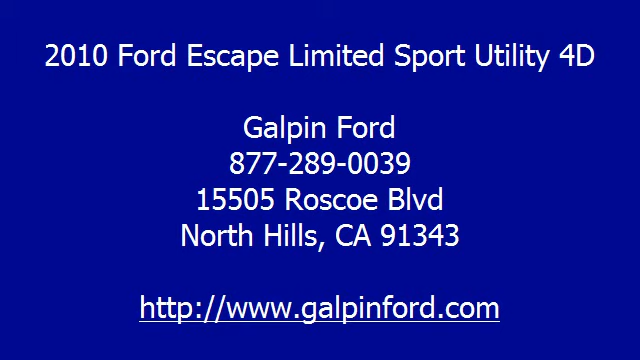 2010 Ford Escape Limited Sport Utility 4D
Galpin Ford
877-289-0039
15505 Roscoe Blvd
North Hills, CA 91343
http://www.galpinford.com